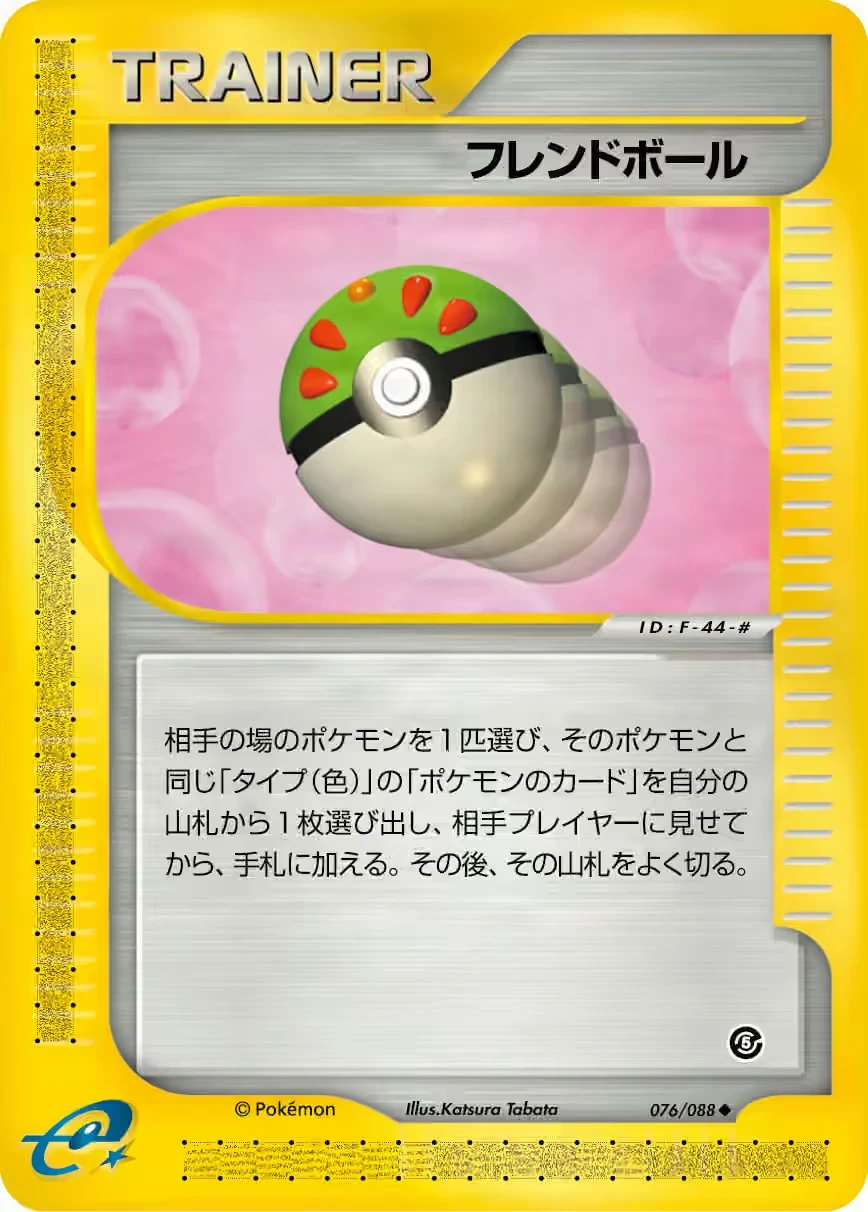 TRAINER
フレンドボール
ID:F-44-#
相手の場のポケモンを1匹選び、そのポケモンと
同じ「タイプ(色)」の「ポケモンのカード」を自分の
山札から1枚選び出し、相手プレイヤーに見せて
から、手札に加える。その後、その山札をよく切る。
5
© Pokémon
Illus.Katsura Tabata
076/088◆
e